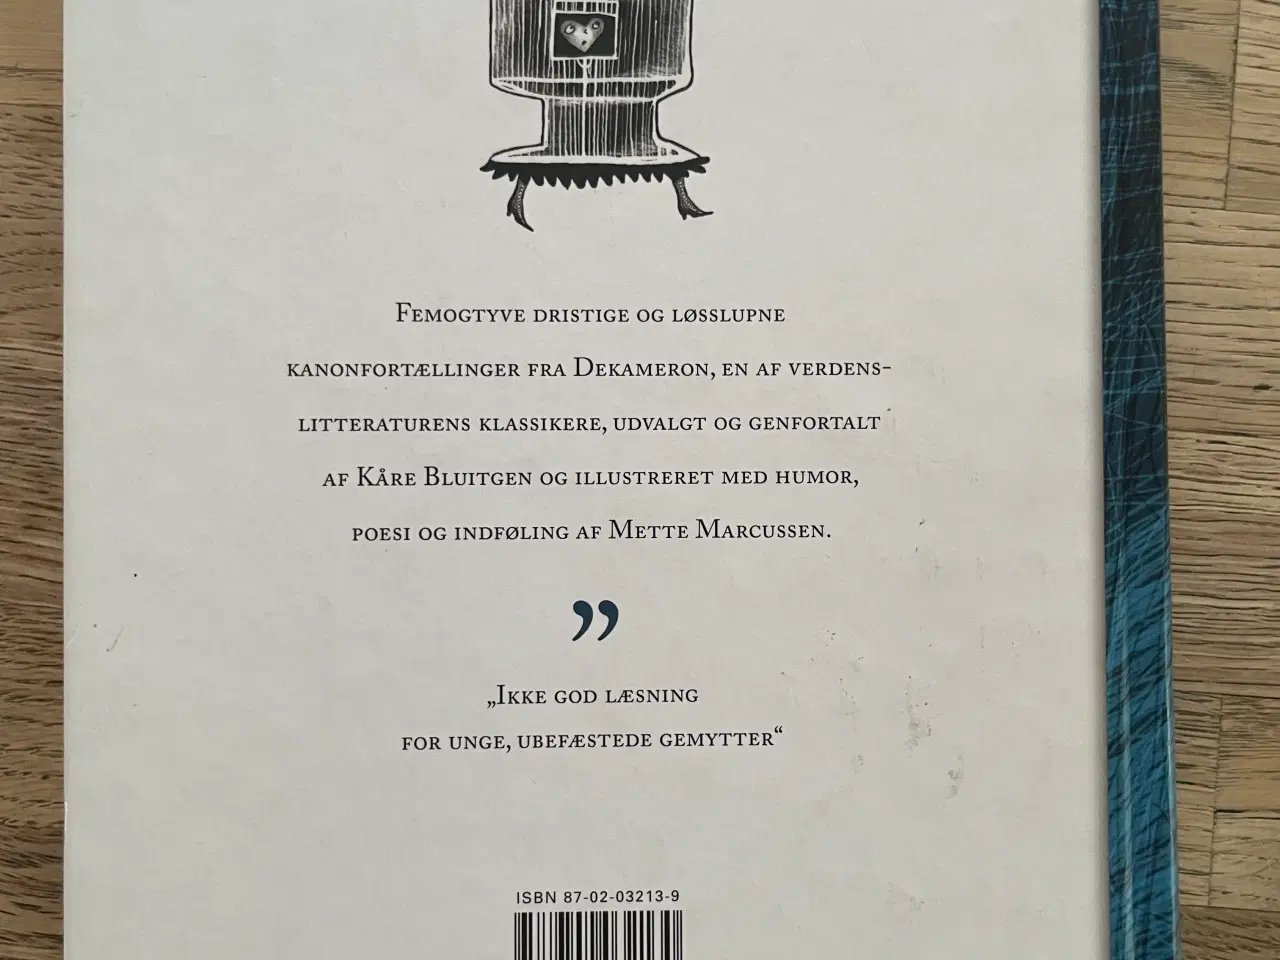 Femogtyve dristige og løsslupne
kanonfortællinger fra Dekameron, en af verdens-
litteraturens klassikere, udvalgt og genfortalt
af Kåre Bluitgen og illustreret med humor,
poesi og indføling af Mette Marcussen.
”
„Ikke god læsning
for unge, ubefæstede gemytter“
ISBN 87-02-03213-9